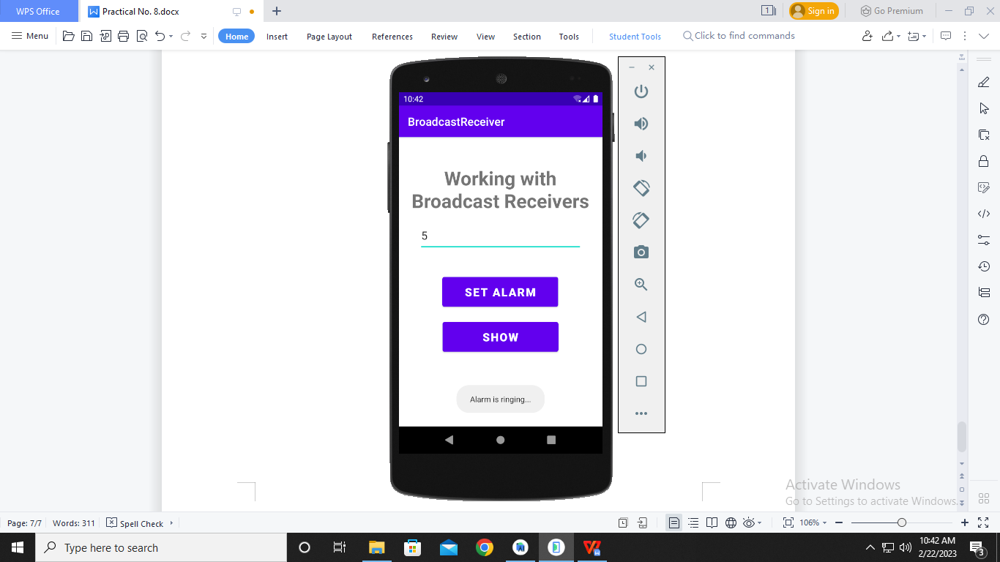 WPS Office
Practical No. 8.docx
1
Sign in
Go Premium
Menu
Home
Insert
Page Layout
References
Review
View
Section
Tools
Student Tools
Click to find commands
10:42
BroadcastReceiver
Working with
Broadcast Receivers
5
SET ALARM
SHOW
Alarm is ringing...
Activate Windows
Go to Settings to activate Windows.
Page: 7/7
Words: 311
Spell Check
106%
Type here to search
10:42 AM
2/22/2023
3